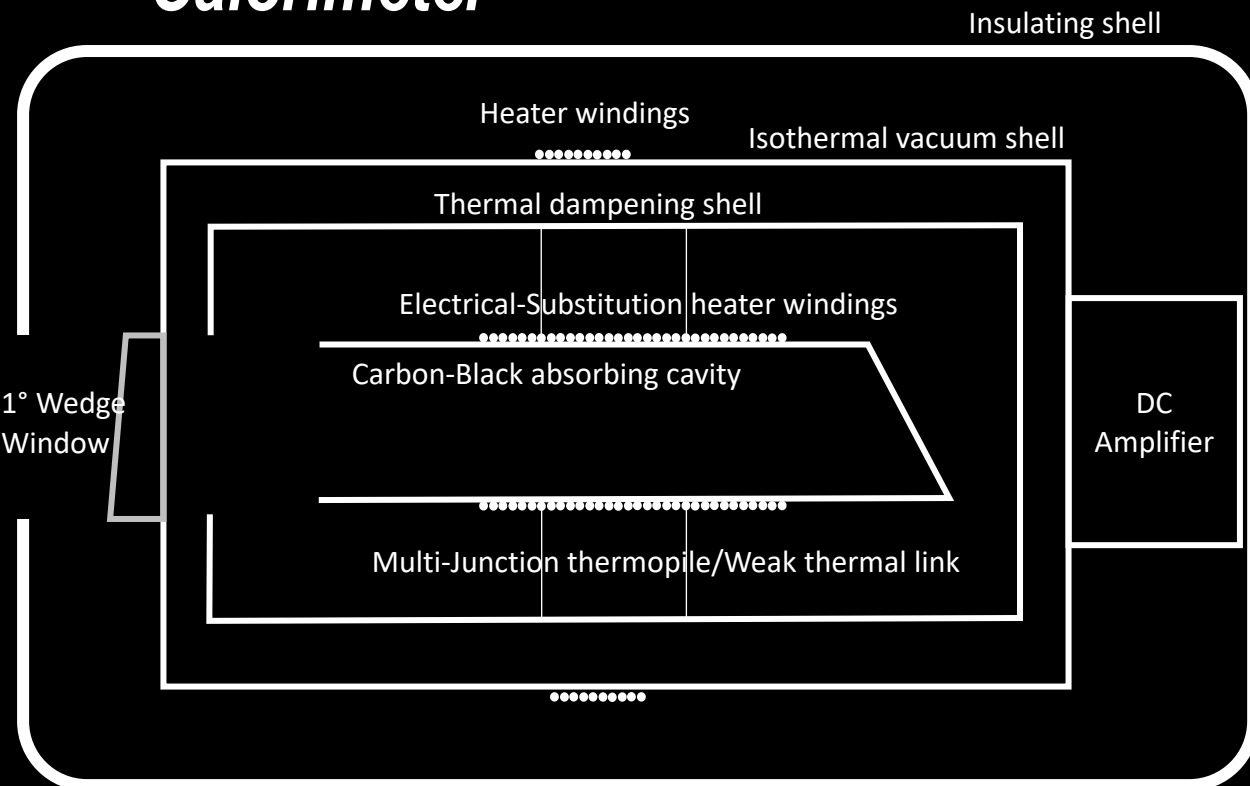 Calorimeter
Insulating shell
Heater windings
Isothermal vacuum shell
Thermal dampening shell
Electrical-Substitution heater windings
Carbon-Black absorbing cavity
1° Wedge
Window
DC
Amplifier
Multi-Junction thermopile/Weak thermal link